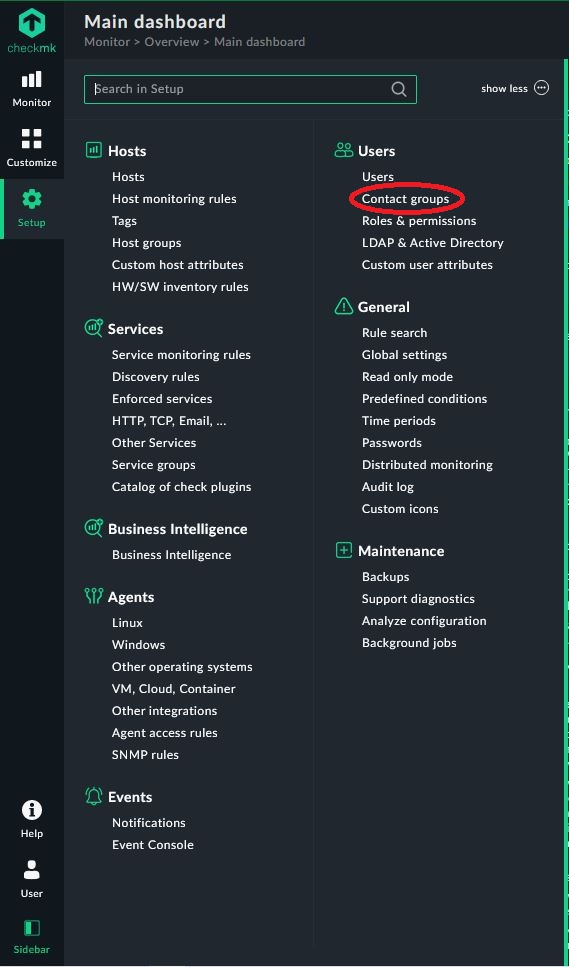 Main dashboard
Monitor > Overview > Main dashboard
checkmk
Monitor
Customize
Setup
Search in Setup
show less
Hosts
Hosts
Host monitoring rules
Tags
Host groups
Custom host attributes
HW/SW inventory rules
Services
Service monitoring rules
Discovery rules
Enforced services
HTTP, TCP, Email, ...
Other Services
Service groups
Catalog of check plugins
Business Intelligence
Business Intelligence
Agents
Linux
Windows
Other operating systems
VM, Cloud, Container
Other integrations
Agent access rules
SNMP rules
Events
Notifications
Event Console
Users
Users
Contact groups
Roles & permissions
LDAP & Active Directory
Custom user attributes
General
Rule search
Global settings
Read only mode
Predefined conditions
Time periods
Passwords
Distributed monitoring
Audit log
Custom icons
Maintenance
Backups
Support diagnostics
Analyze configuration
Background jobs
Help
User
Sidebar